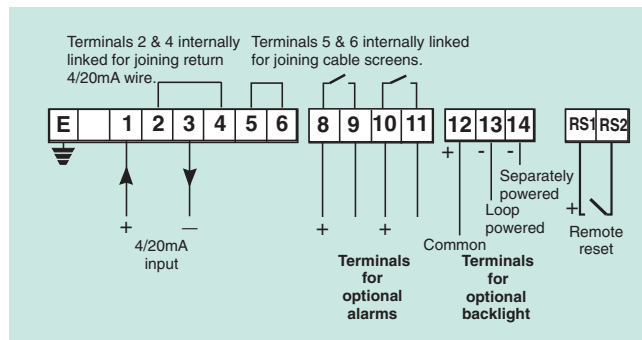 Terminals 2 & 4 internally
linked for joining return
4/20mA wire.
Terminals 5 & 6 internally linked
for joining cable screens.
E 1 2 3 4 5 6
8 9 10 11
12 13 14
RS1 RS2
+ - -
Separately
powered
Loop
powered
Common
+ —
4/20mA
input
+ +
Terminals
for
optional
alarms
Terminals
for
optional
backlight
+
Remote
reset